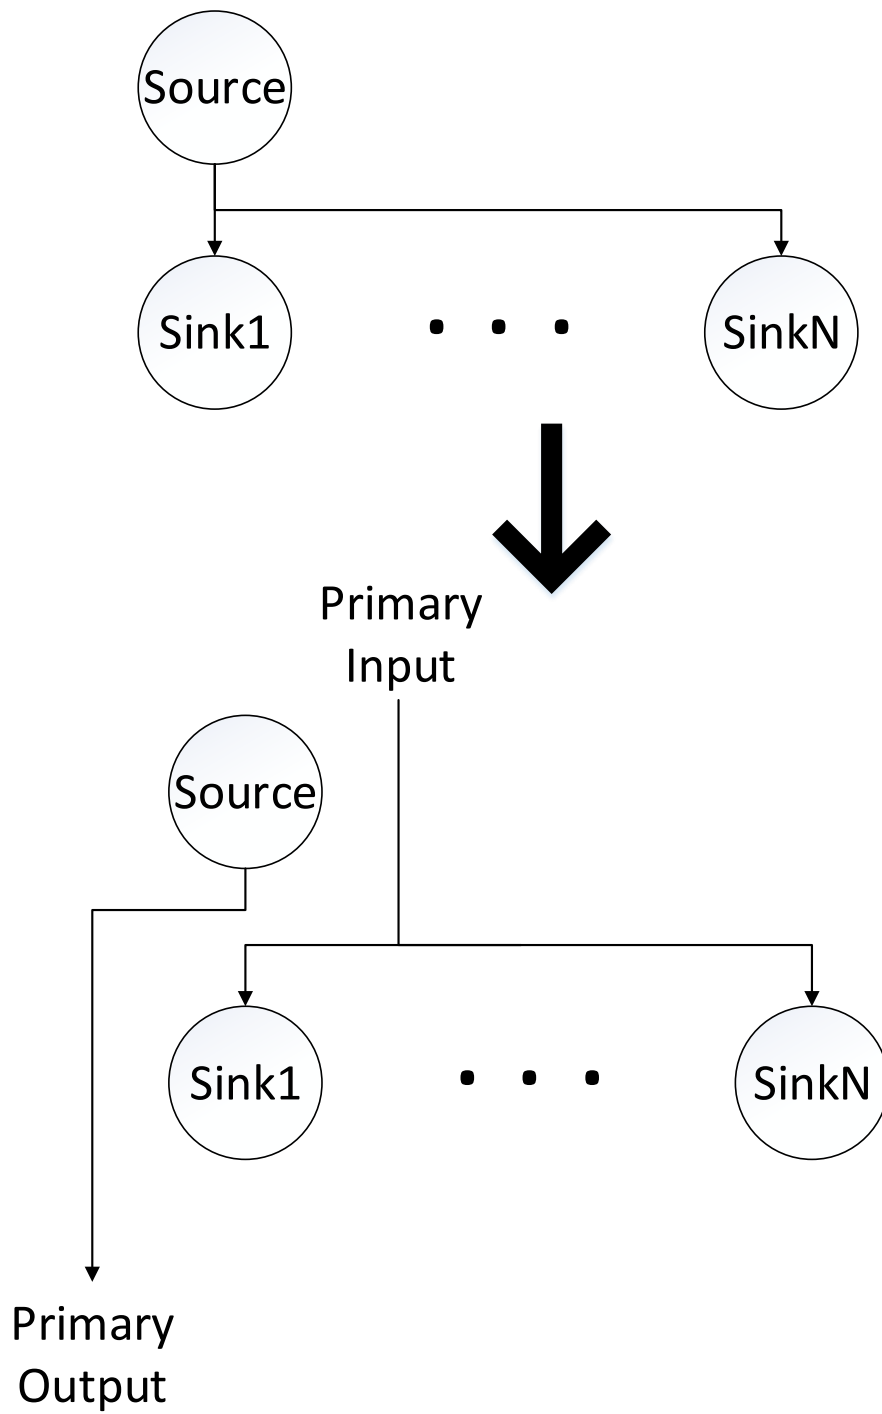 Source
Sink1
. . .
SinkN
Primary
Input
Source
Sink1
. . .
SinkN
Primary
Output